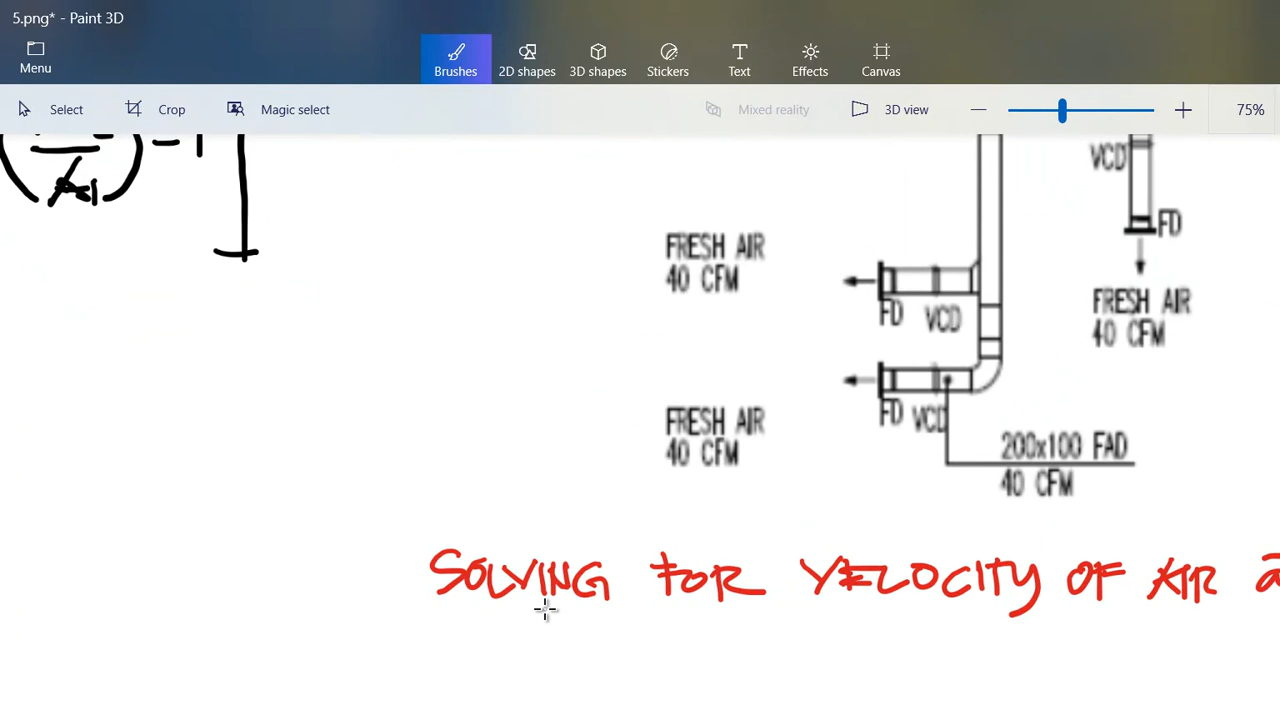 5.png* - Paint 3D
Menu
Brushes
2D shapes
3D shapes
Stickers
Text
Effects
Canvas
Select
Crop
Magic select
Mixed reality
3D view
75%
- 1
VCD
FD
FRESH AIR
40 CFM
FD
VCD
FRESH AIR
40 CFM
FRESH AIR
40 CFM
FD
VCD
200x100 FAD
40 CFM
SOLVING FOR VELOCITY OF AIR